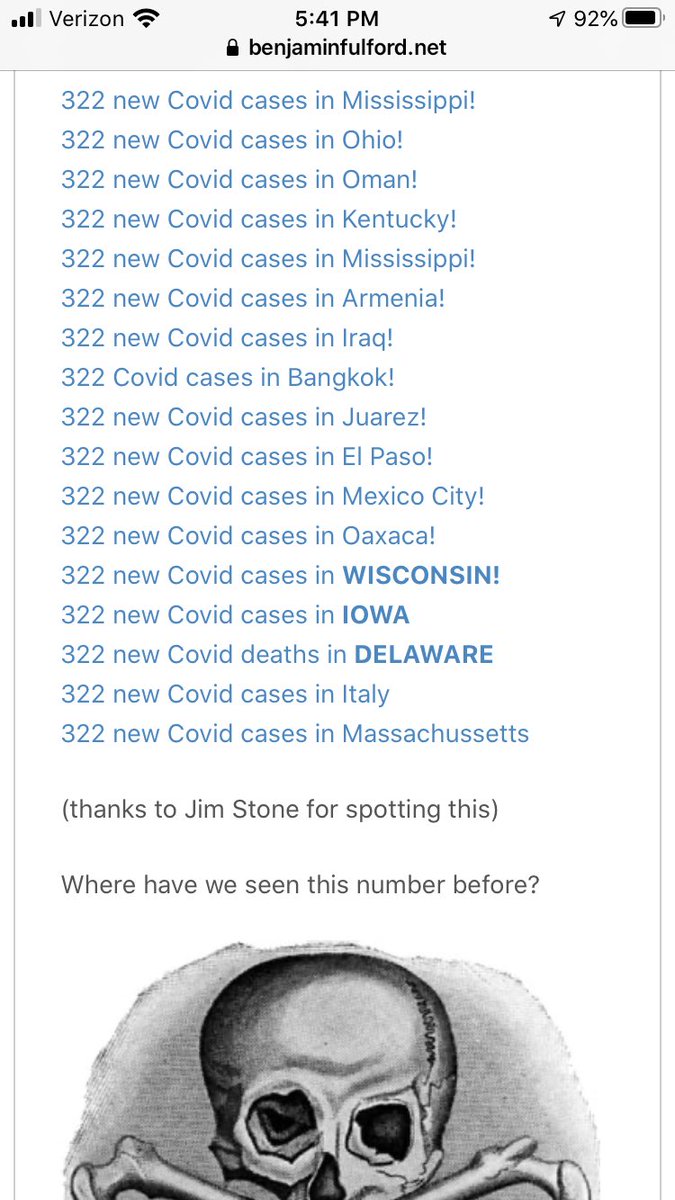 Verizon 5:41 PM 92%
benjaminfulford.net
322 new Covid cases in Mississippi!
322 new Covid cases in Ohio!
322 new Covid cases in Oman!
322 new Covid cases in Kentucky!
322 new Covid cases in Mississippi!
322 new Covid cases in Armenia!
322 new Covid cases in Iraq!
322 Covid cases in Bangkok!
322 new Covid cases in Juarez!
322 new Covid cases in El Paso!
322 new Covid cases in Mexico City!
322 new Covid cases in Oaxaca!
322 new Covid cases in WISCONSIN!
322 new Covid cases in IOWA
322 new Covid deaths in DELAWARE
322 new Covid cases in Italy
322 new Covid cases in Massachussetts
(thanks to Jim Stone for spotting this)
Where have we seen this number before?